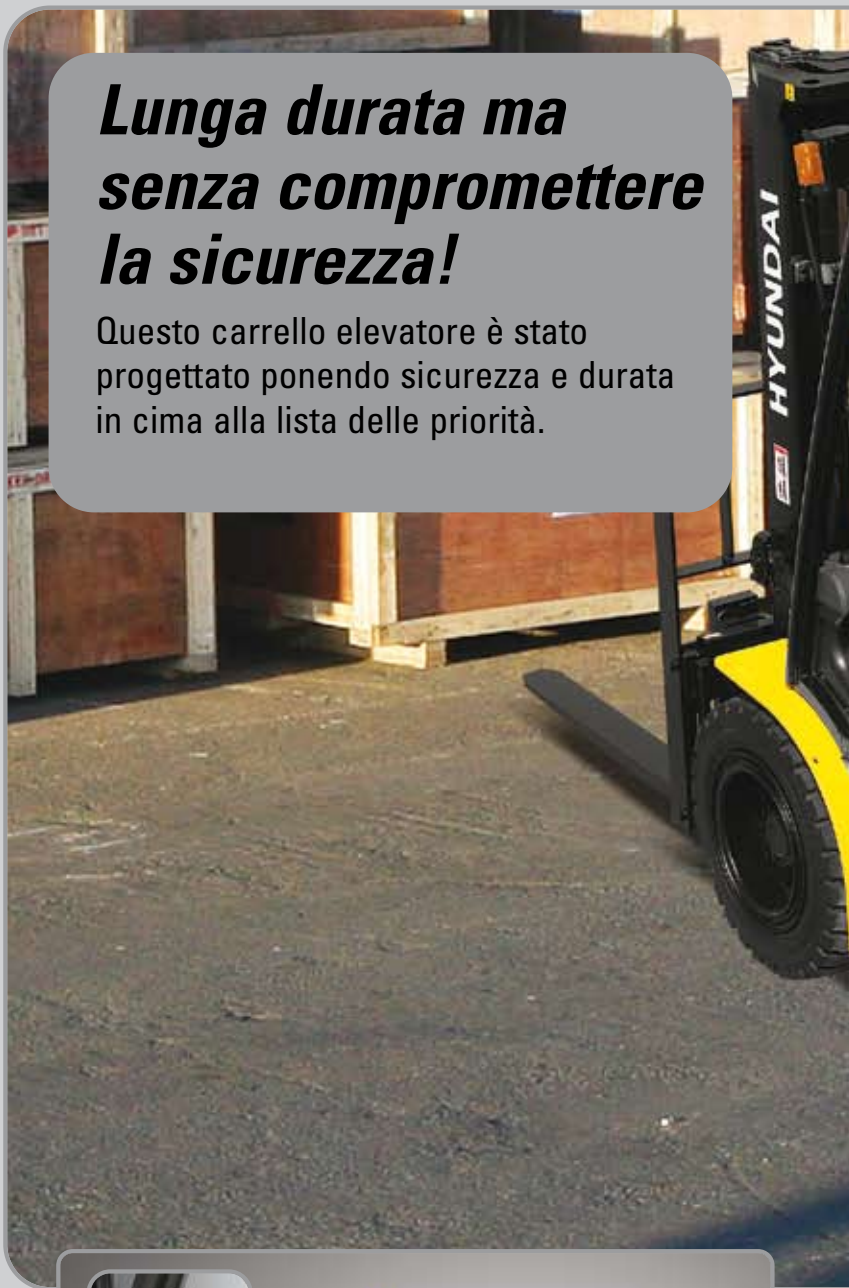 Lunga durata ma
senza compromettere
la sicurezza!
Questo carrello elevatore è stato
progettato ponendo sicurezza e durata
in cima alla lista delle priorità.
HYUNDAI